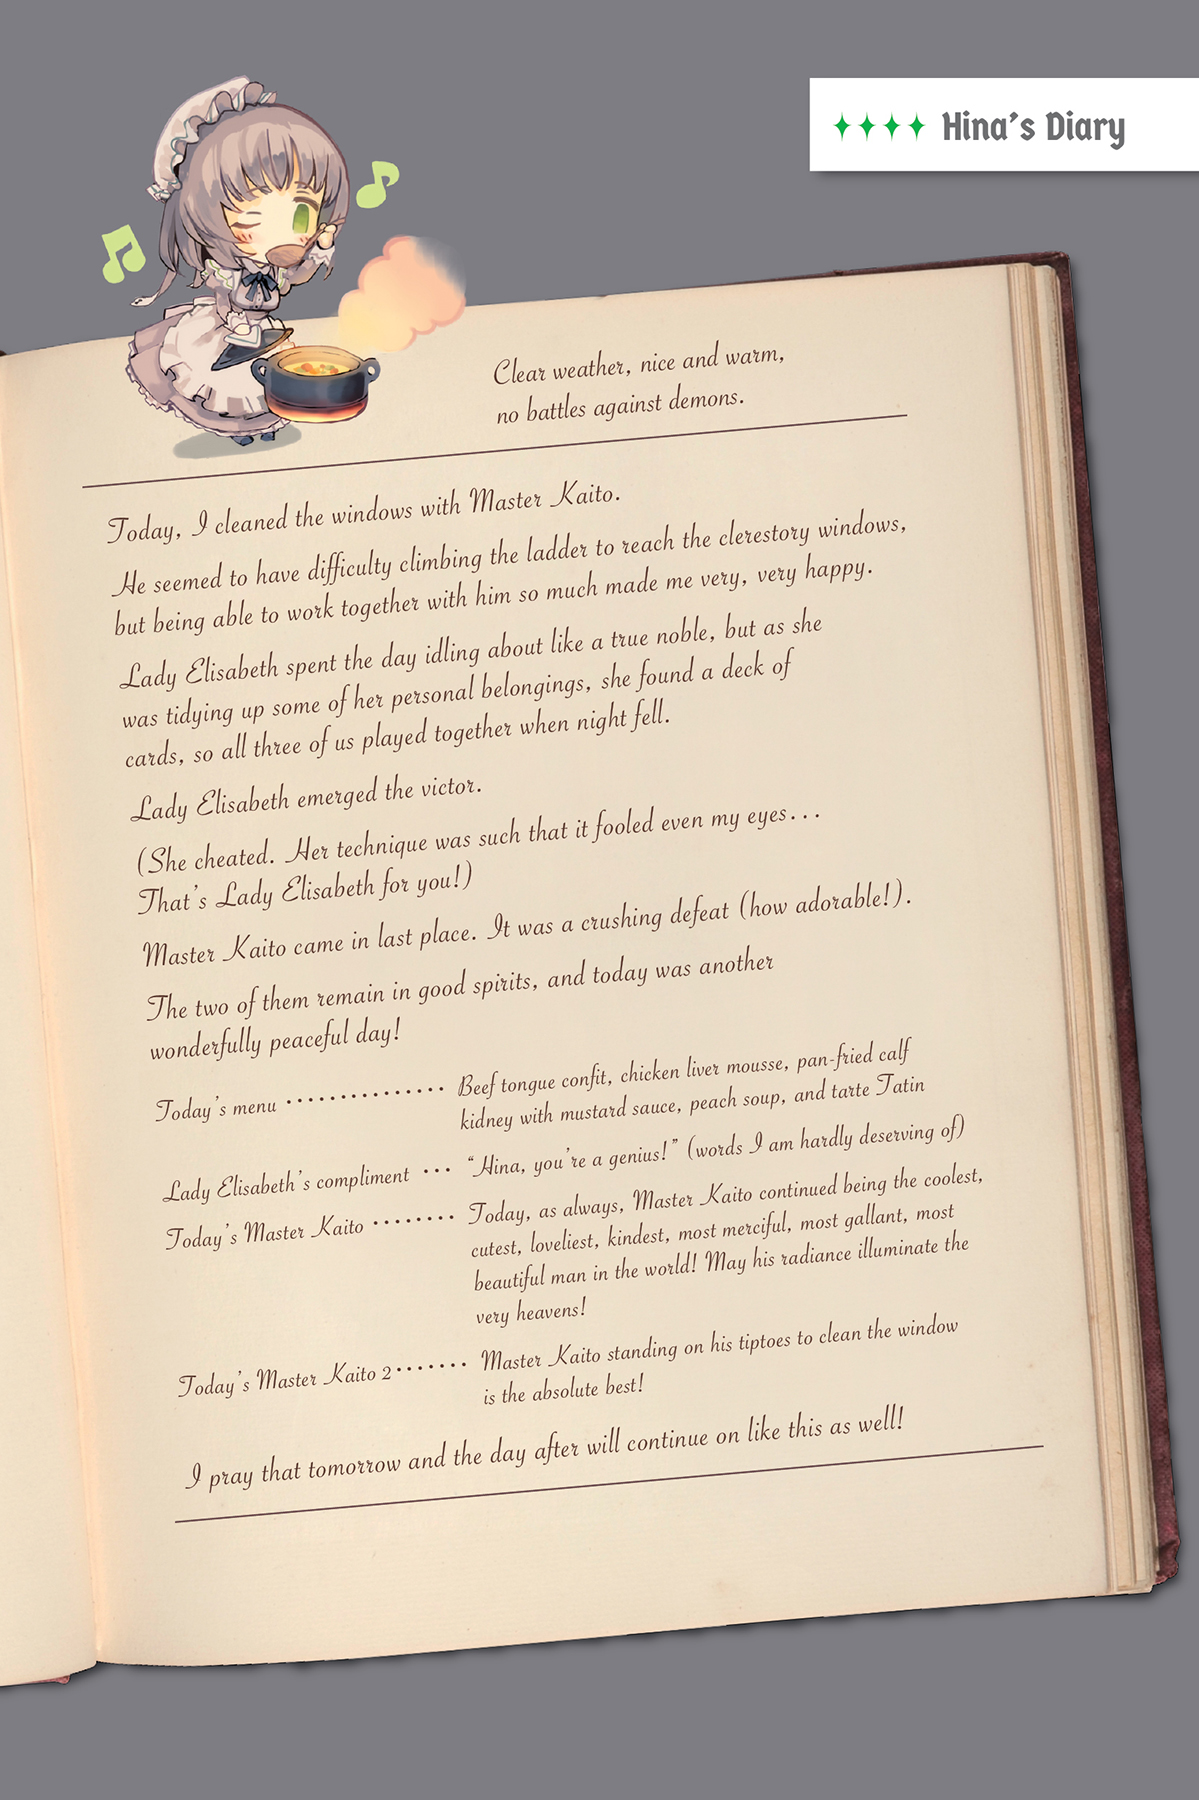 Hina's Diary
Clear weather, nice and warm,
no battles against demons.
Today, I cleaned the windows with Master Kaito.
He seemed to have difficulty climbing the ladder to reach the clerestory windows,
but being able to work together with him so much made me very, very happy.
Lady Elisabeth spent the day idling about like a true noble, but as she
was tidying up some of her personal belongings, she found a deck of
cards, so all three of us played together when night fell.
Lady Elisabeth emerged the victor.
(She cheated. Her technique was such that it fooled even my eyes...
That's Lady Elisabeth for you!)
Master Kaito came in last place. It was a crushing defeat (how adorable!).
The two of them remain in good spirits, and today was another
wonderfully peaceful day!
Today's menu ··············· Beef tongue confit, chicken liver mousse, pan-fried calf
kidney with mustard sauce, peach soup, and tarte Tatin
Lady Elisabeth's compliment ··· “Hina, you're a genius!” (words I am hardly deserving of)
Today's Master Kaito ········ Today, as always, Master Kaito continued being the coolest,
cutest, loveliest, kindest, most merciful, most gallant, most
beautiful man in the world! May his radiance illuminate the
very heavens!
Today's Master Kaito 2 ······· Master Kaito standing on his tiptoes to clean the window
is the absolute best!
I pray that tomorrow and the day after will continue on like this as well!